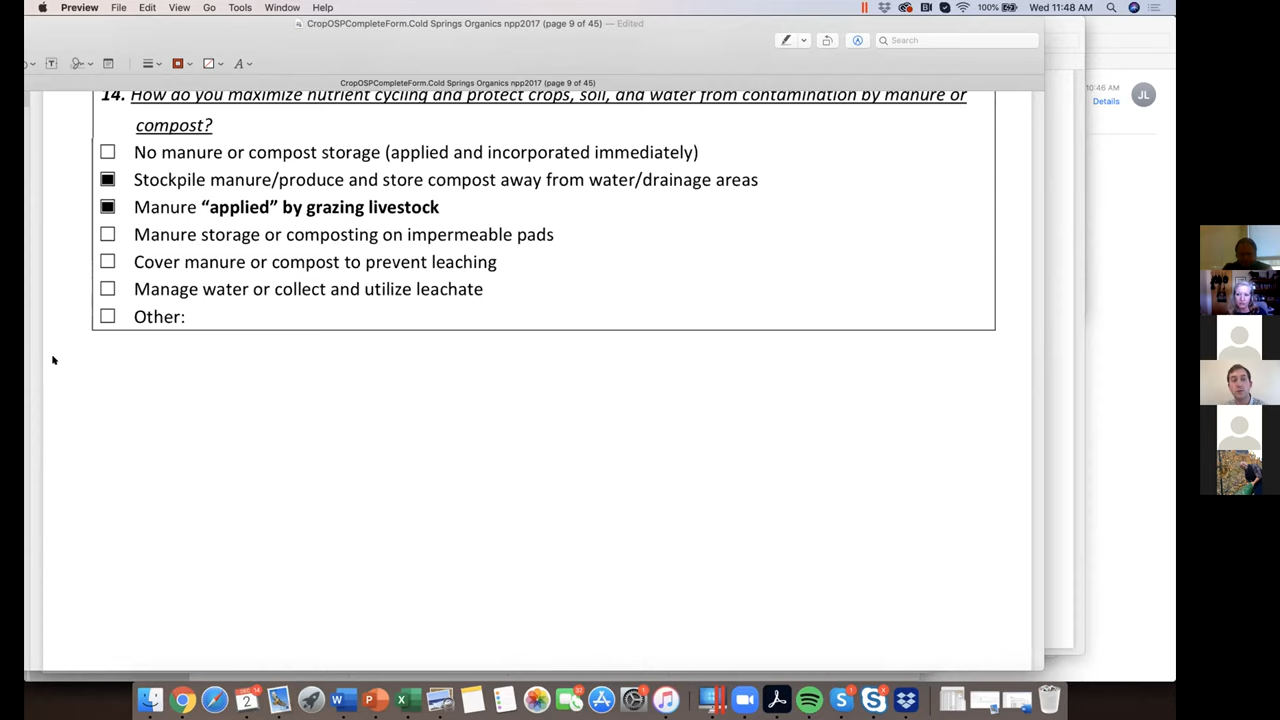 Preview File Edit View Go Tools Window Help
100% Wed 11:48 AM
CropOSPCompleteForm.Cold Springs Organics npp2017 (page 9 of 45) — Edited
Search
A
CropOSPCompleteForm.Cold Springs Organics npp2017 (page 9 of 45)
10:46 AM
Details
JL
14. How do you maximize nutrient cycling and protect crops, soil, and water from contamination by manure or
compost?
No manure or compost storage (applied and incorporated immediately)
Stockpile manure/produce and store compost away from water/drainage areas
Manure “applied” by grazing livestock
Manure storage or composting on impermeable pads
Cover manure or compost to prevent leaching
Manage water or collect and utilize leachate
Other: